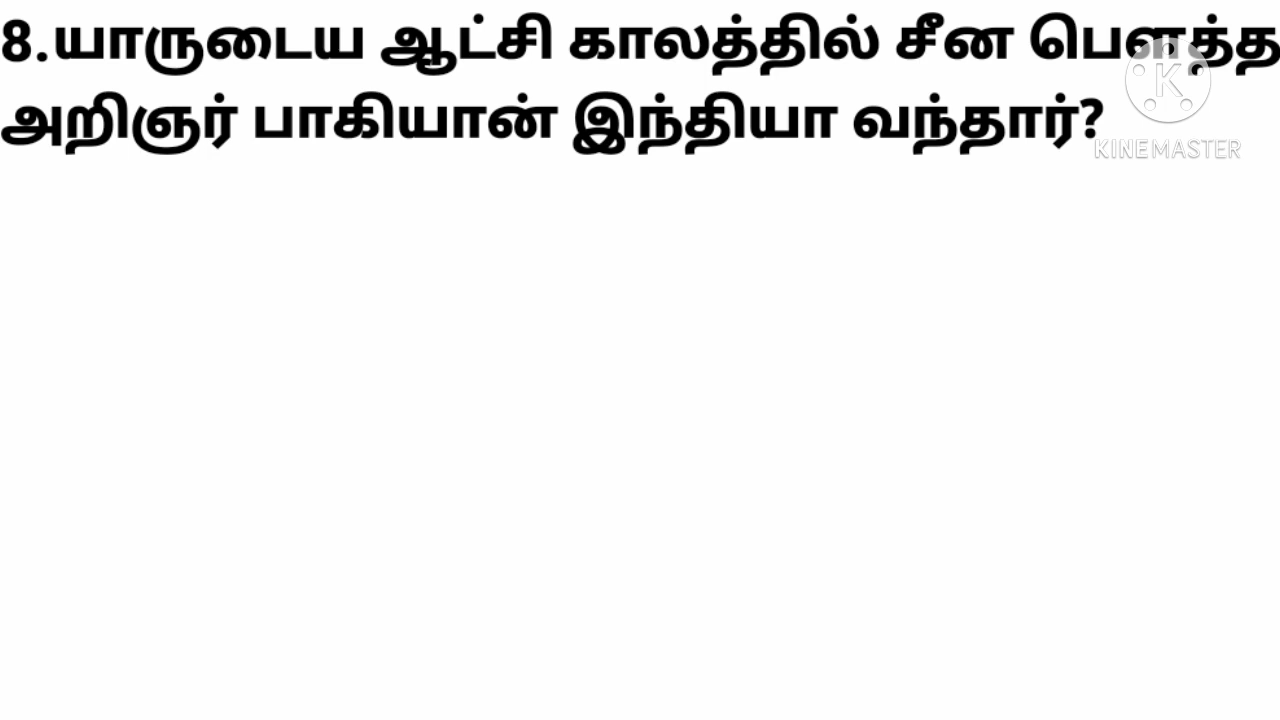 8.யாருடைய ஆட்சி காலத்தில் சீன பௌத்த
அறிஞர் பாகியான் இந்தியா வந்தார்?
KINEMASTER